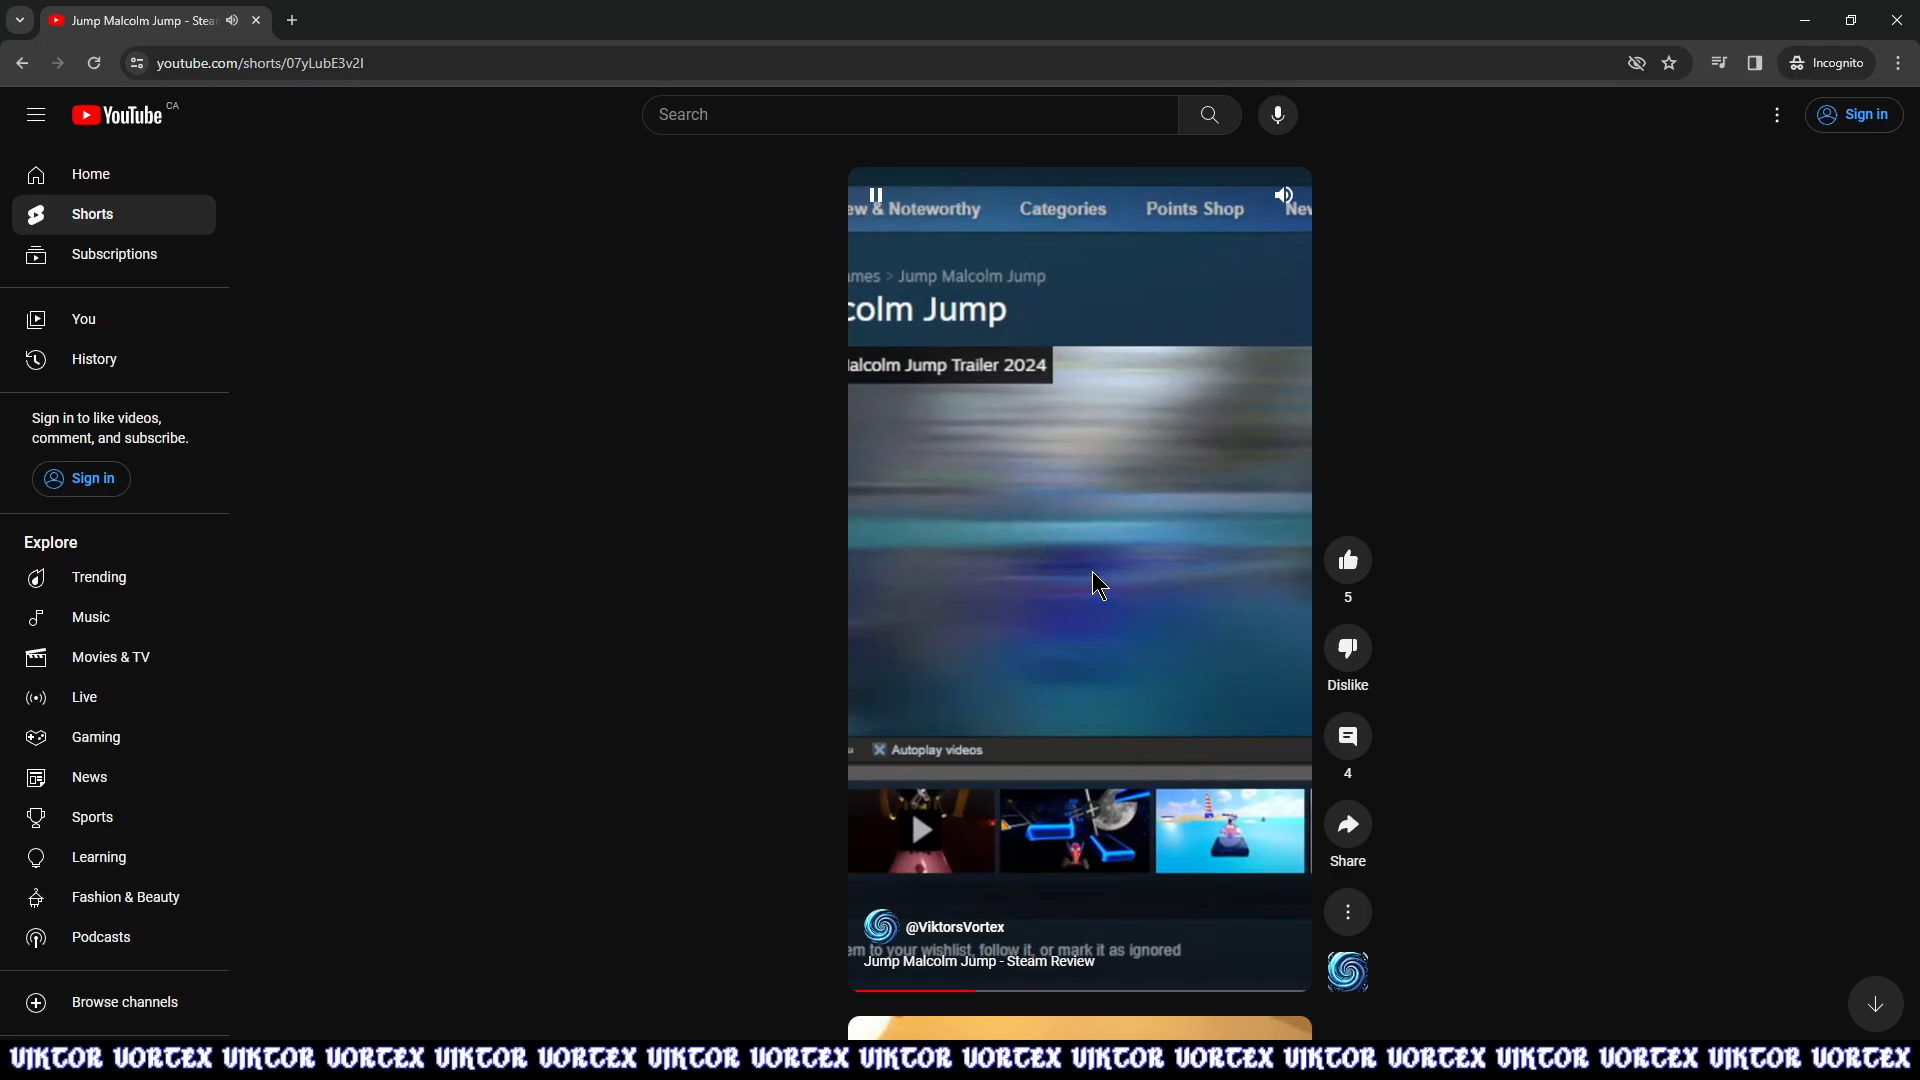 Jump Malcolm Jump - Stea
youtube.com/shorts/07yLubE3v2I
Incognito
YouTube CA
Search
Sign in
Home
Shorts
Subscriptions
You
History
Sign in to like videos,
comment, and subscribe.
Sign in
Explore
Trending
Music
Movies & TV
Live
Gaming
News
Sports
Learning
Fashion & Beauty
Podcasts
Browse channels
ew & Noteworthy Categories Points Shop Nev
ames > Jump Malcolm Jump
colm Jump
Malcolm Jump Trailer 2024
Autoplay videos
@ViktorsVortex
em to your wishlist, follow it, or mark it as ignored
Jump Malcolm Jump - Steam Review
5
Dislike
4
Share
VIKTOR VORTEX VIKTOR VORTEX VIKTOR VORTEX VIKTOR VORTEX VIKTOR VORTEX VIKTOR VORTEX VIKTOR VORTEX VIKTOR VORTEX VIKTOR VORTEX